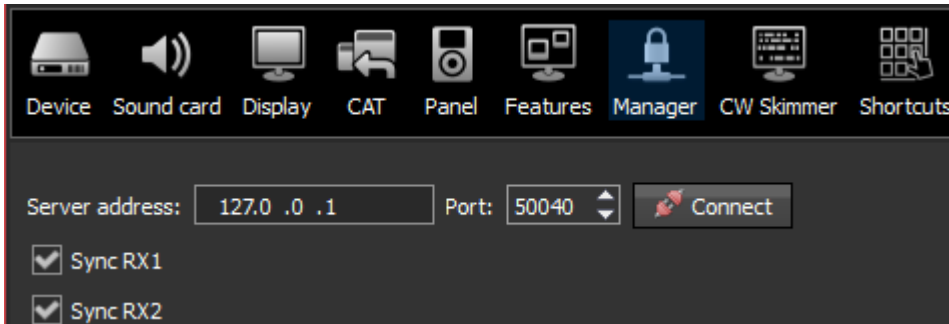 Device Sound card Display CAT Panel Features Manager CW Skimmer Shortcuts
Server address: 127.0 .0 .1 Port: 50040 Connect
Sync RX1
Sync RX2